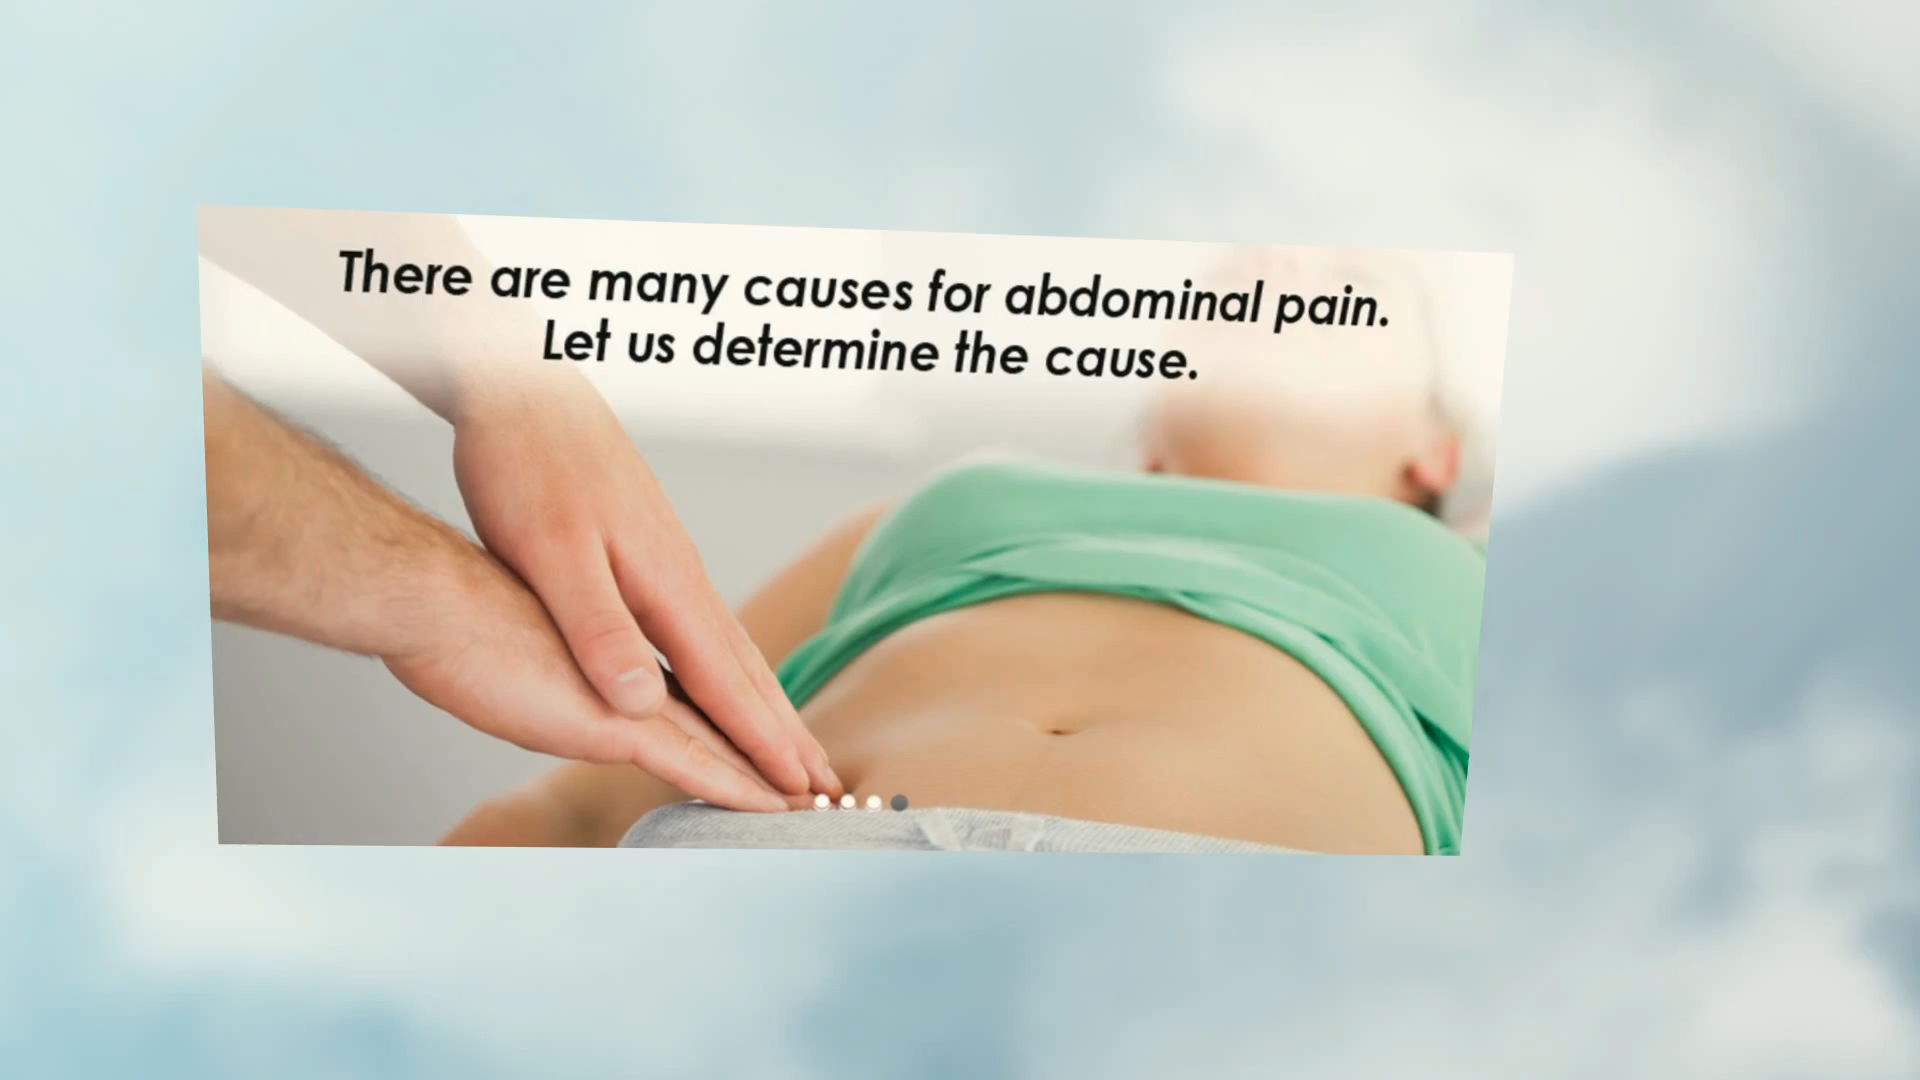 There are many causes for abdominal pain.
Let us determine the cause.